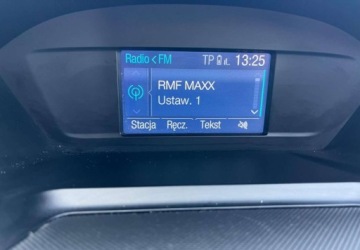 Radio < FM TP 13:25
RMF MAXX
Ustaw. 1
Stacja Ręcz. Tekst